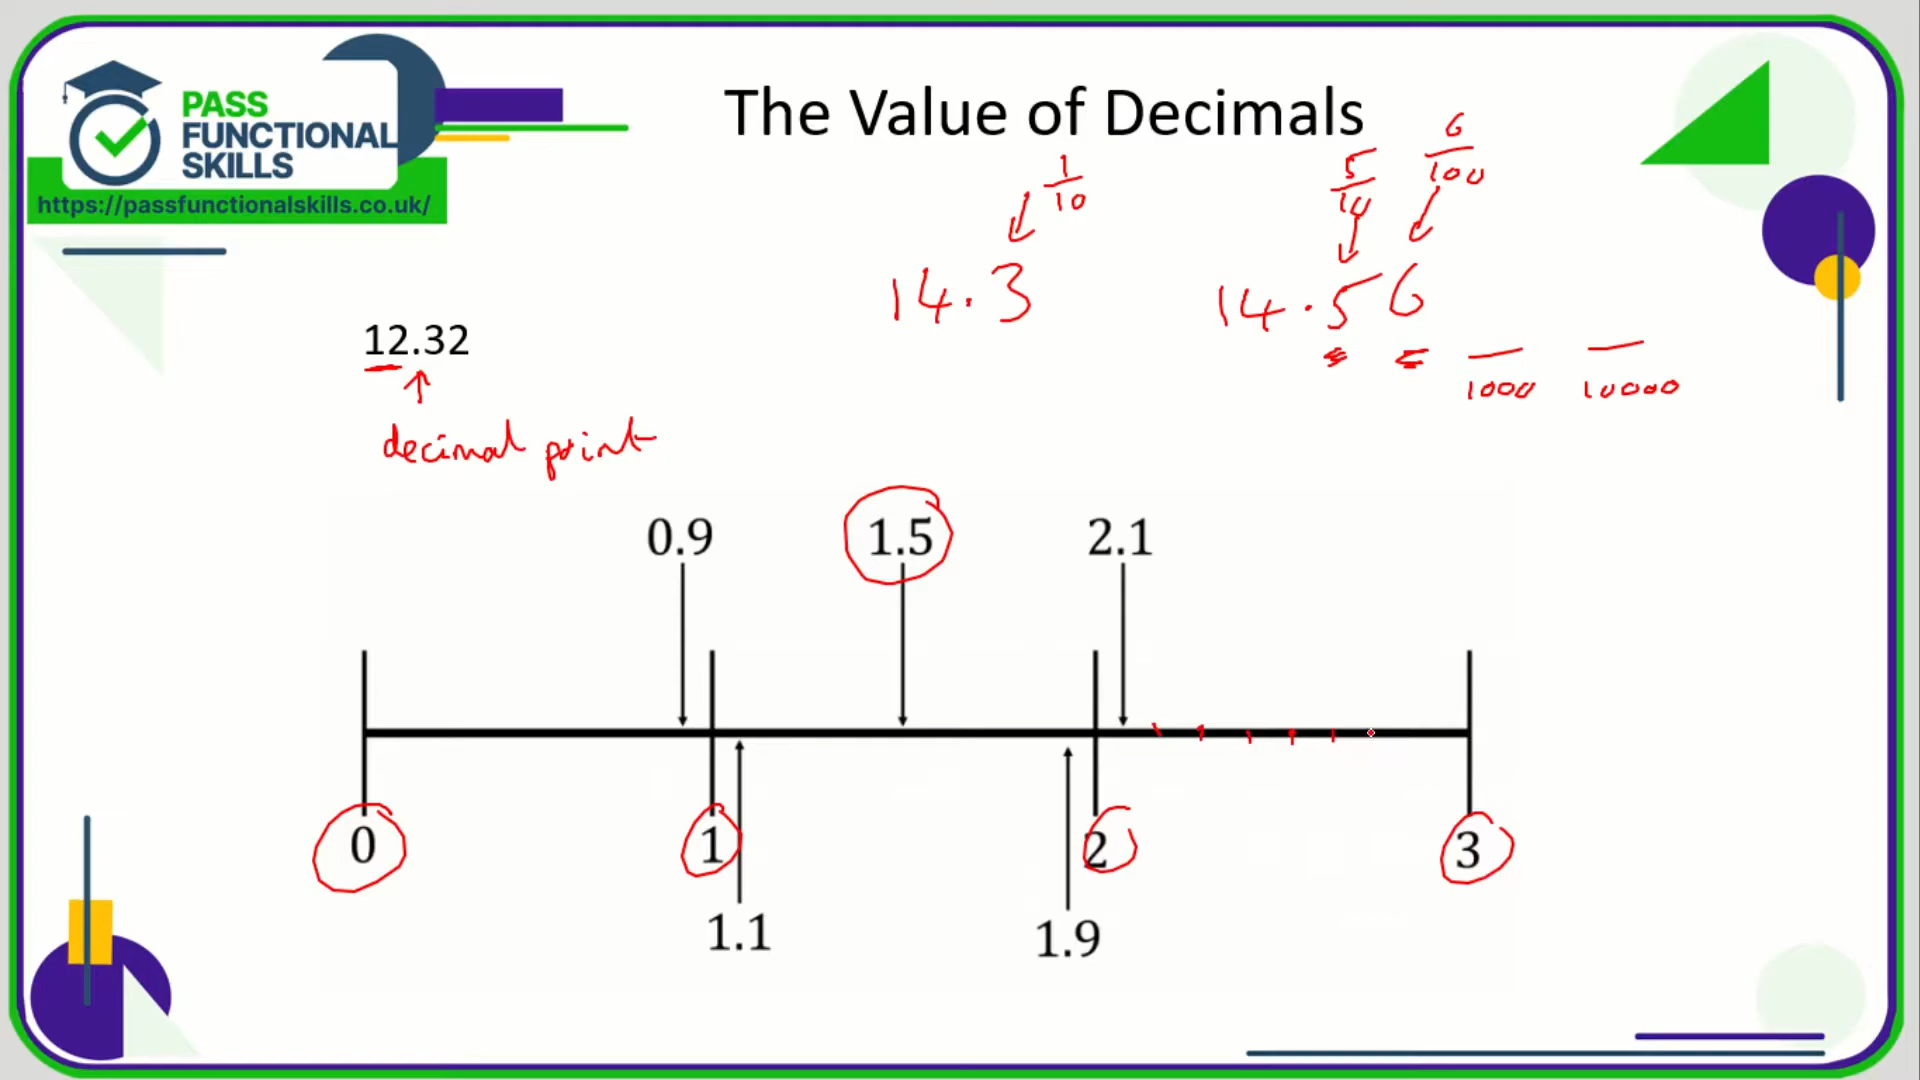 PASS
FUNCTIONAL
SKILLS
https://passfunctionalskills.co.uk/
The Value of Decimals
1/10
5/10
6/100
14.3
14.56
12.32
1000
10000
decimal point
0.9
1.5
2.1
0
1
2
3
1.1
1.9